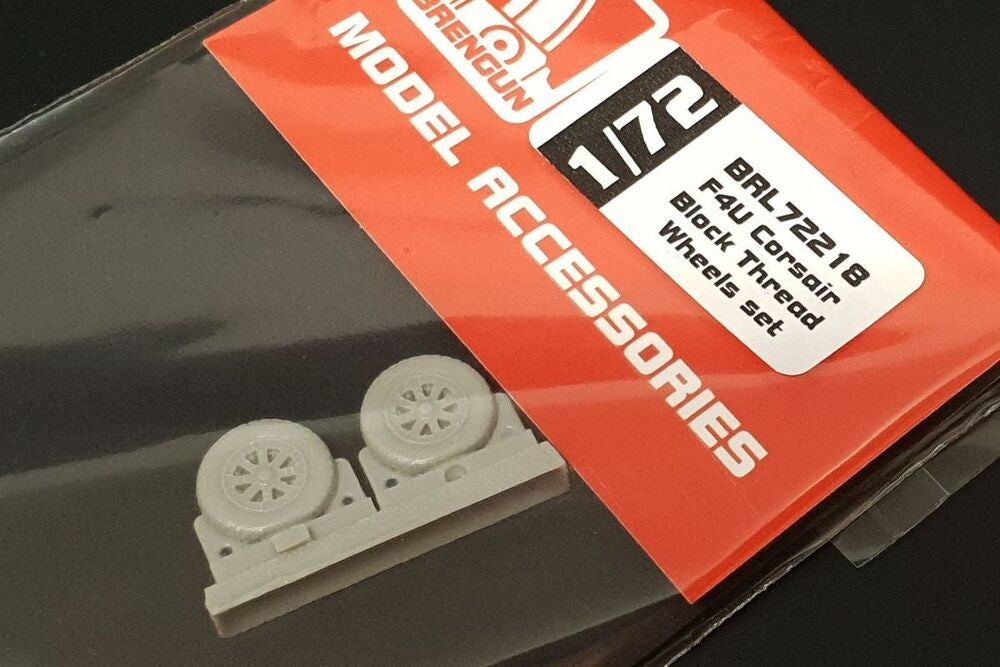 BRENGUN
MODEL ACCESSORIES
1/72
BRL72218
F4U Corsair
Block Thread
Wheels set